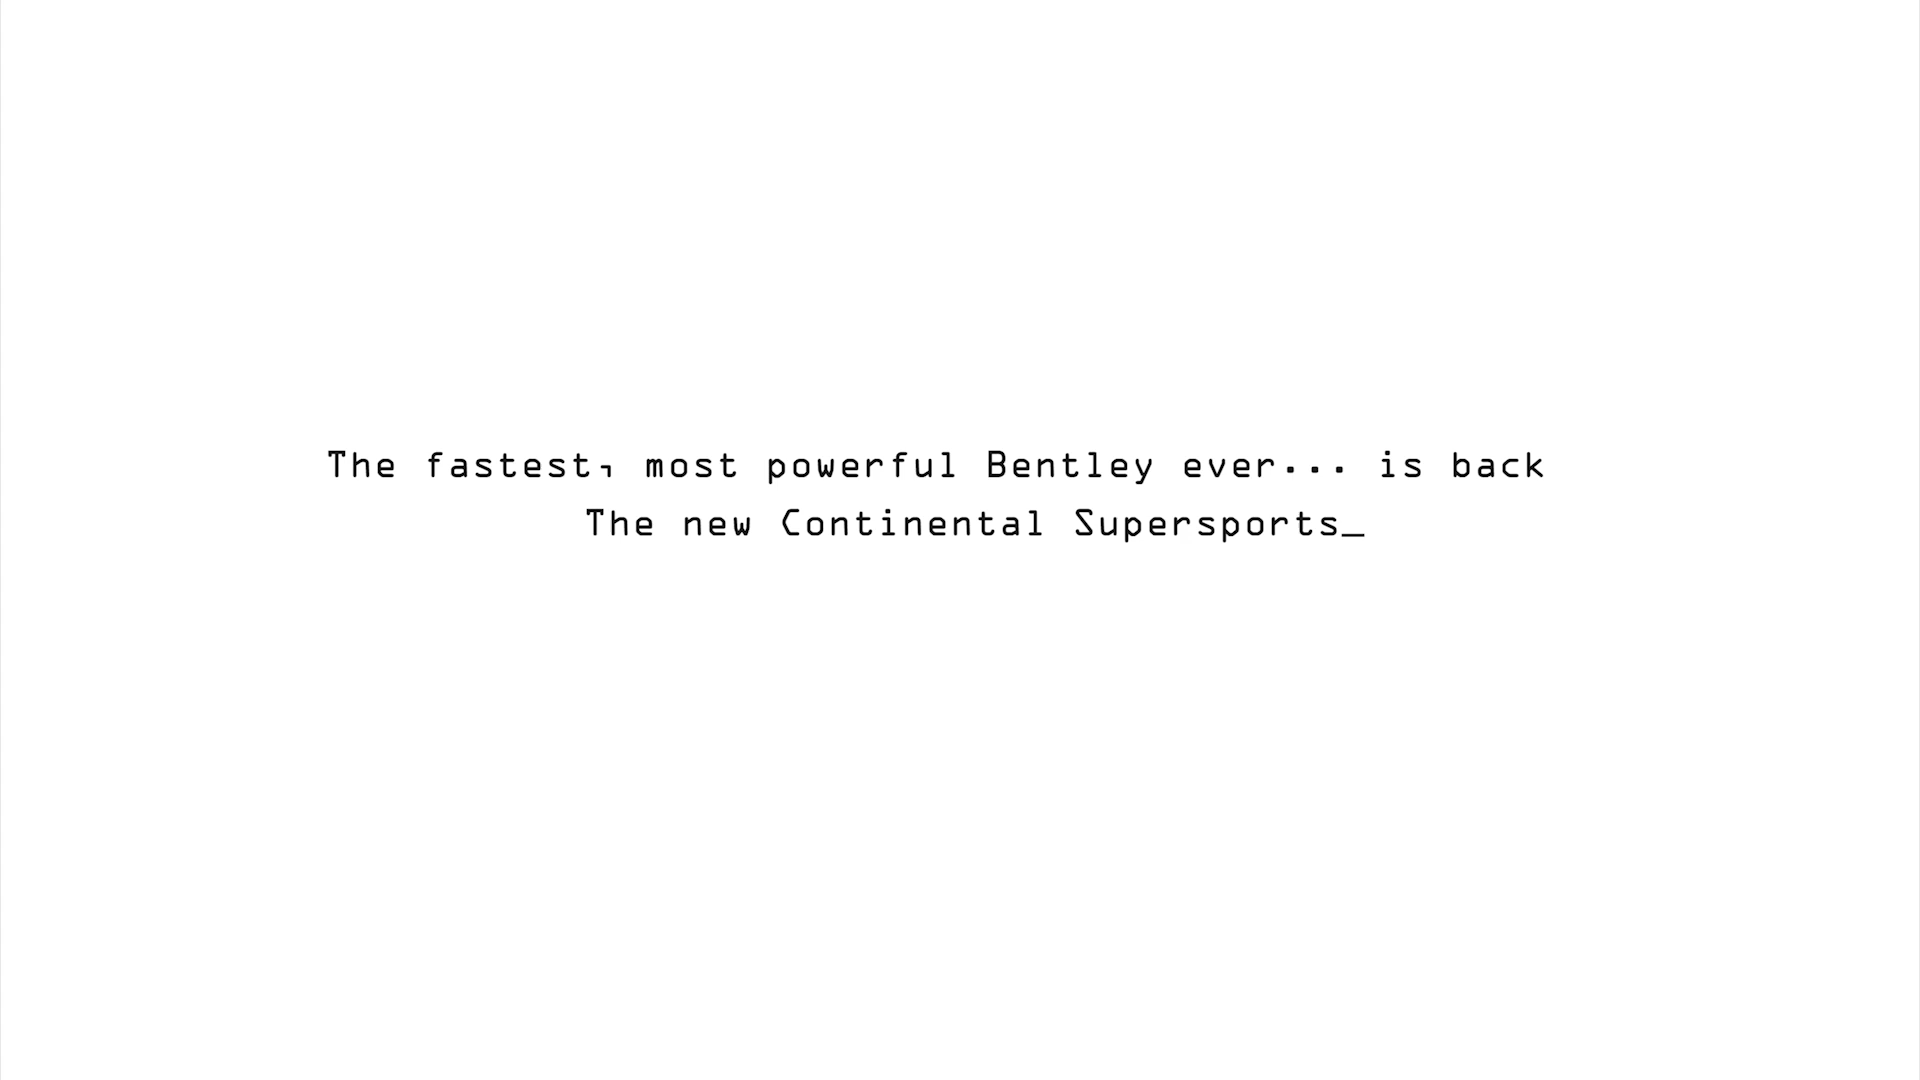 The fastest, most powerful Bentley ever... is back
The new Continental Supersports_